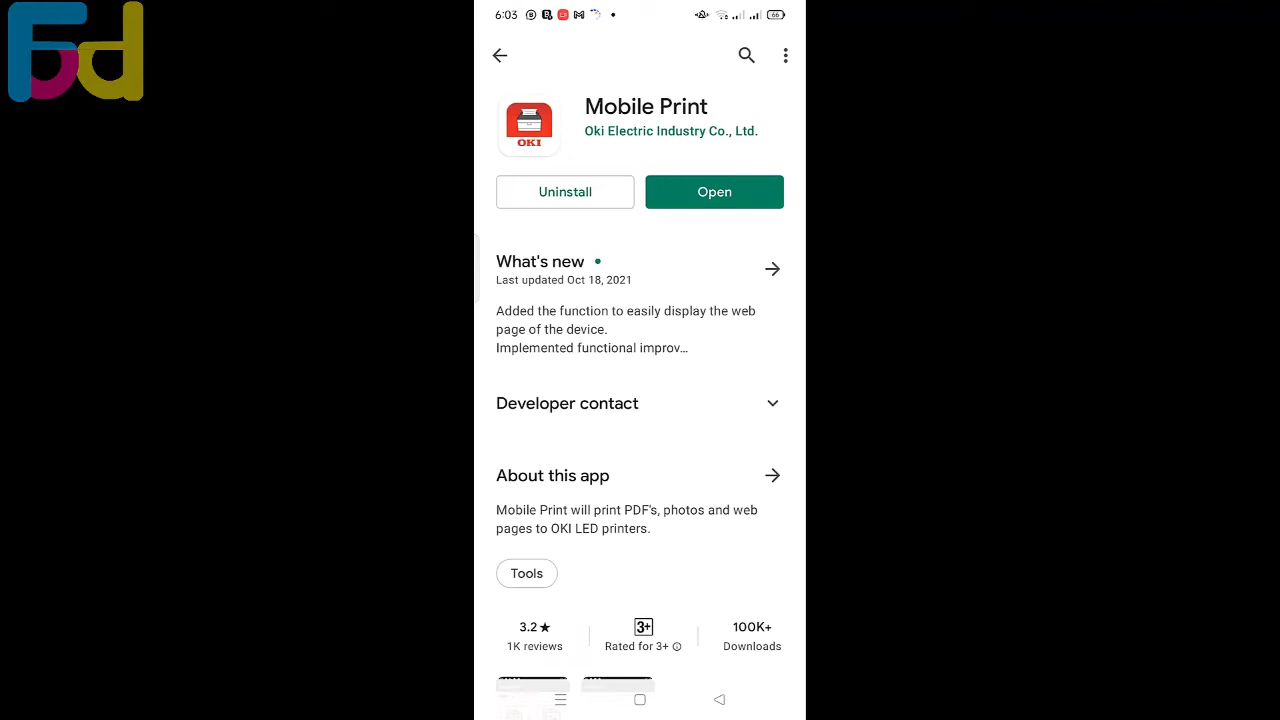 6:03
66
Mobile Print
OKI
Oki Electric Industry Co., Ltd.
Uninstall
Open
What's new
Last updated Oct 18, 2021
Added the function to easily display the web
page of the device.
Implemented functional improv...
Developer contact
About this app
Mobile Print will print PDF's, photos and web
pages to OKI LED printers.
Tools
3.2★
3+
100K+
1K reviews
Rated for 3+
Downloads